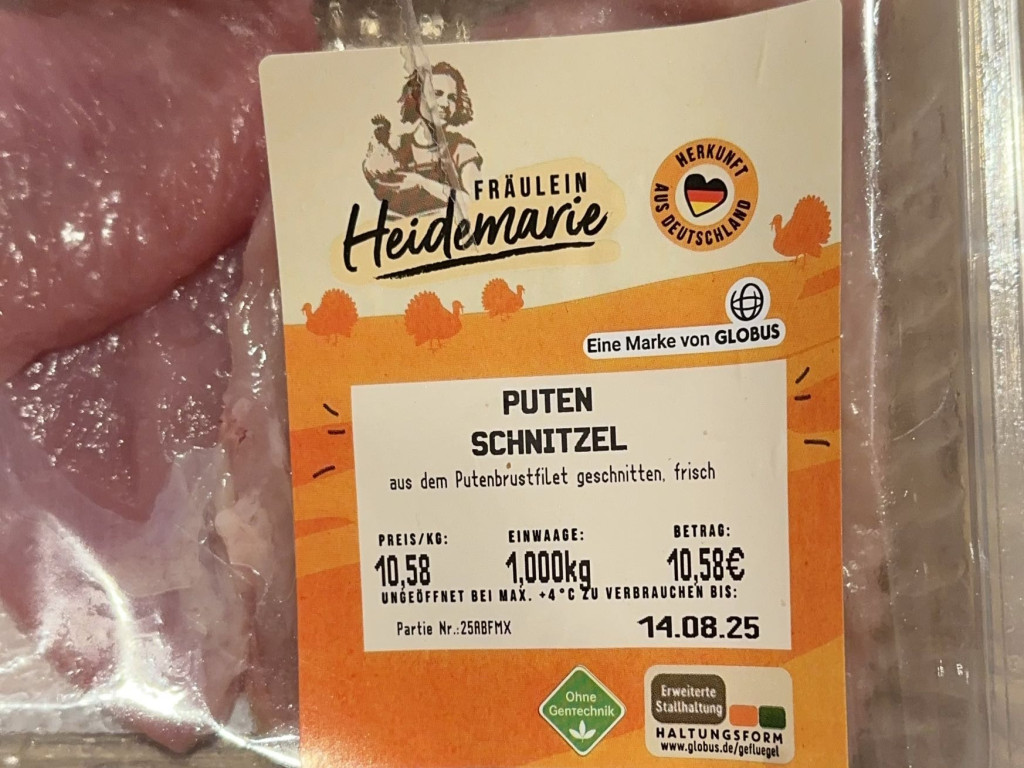 FRÄULEIN
Heidemarie
HERKUNFT
AUS DEUTSCHLAND
Eine Marke von GLOBUS
PUTEN
SCHNITZEL
aus dem Putenbrustfilet geschnitten, frisch
PREIS/KG: EINWAAGE: BETRAG:
10,58 1,000kg 10,58€
UNGEÖFFNET BEI MAX. +4°C ZU VERBRAUCHEN BIS:
Partie Nr.:25RBFMX 14.08.25
Ohne
GenTechnik
Erweiterte
Stallhaltung
HALTUNGSFORM
www.globus.de/gefluegel